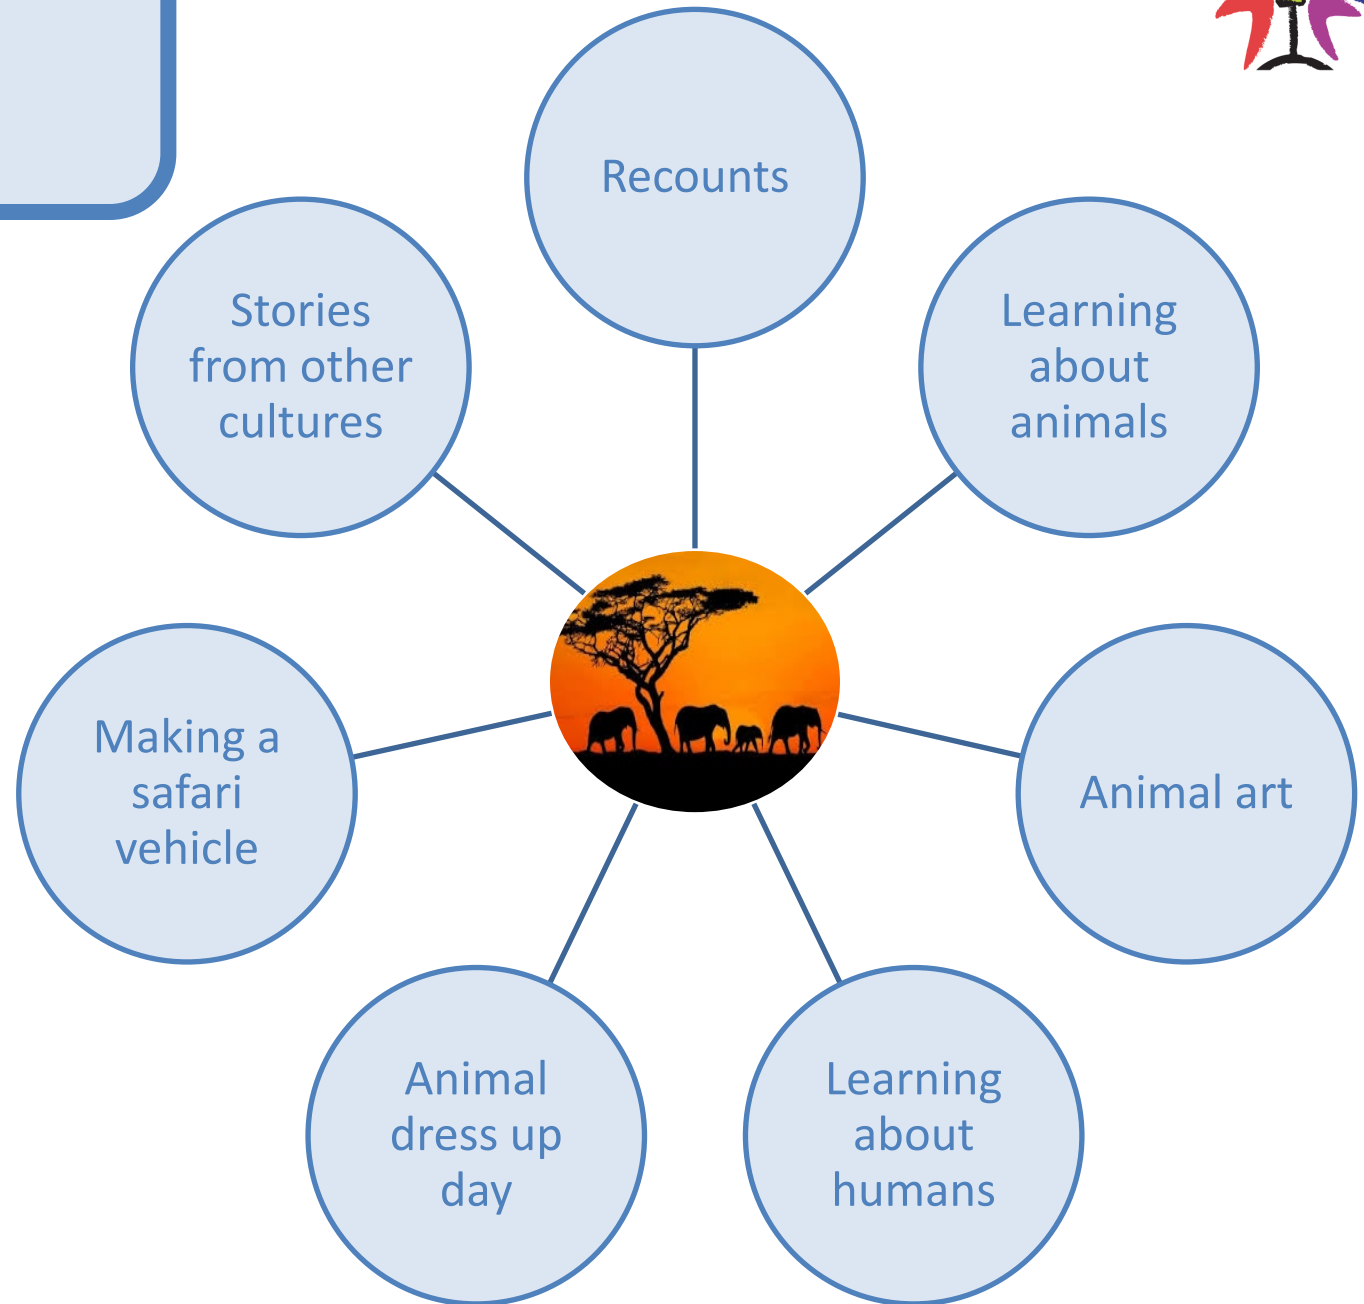 Recounts
Learning
about
animals
Animal art
Learning
about
humans
Animal
dress up
day
Making a
safari
vehicle
Stories
from other
cultures